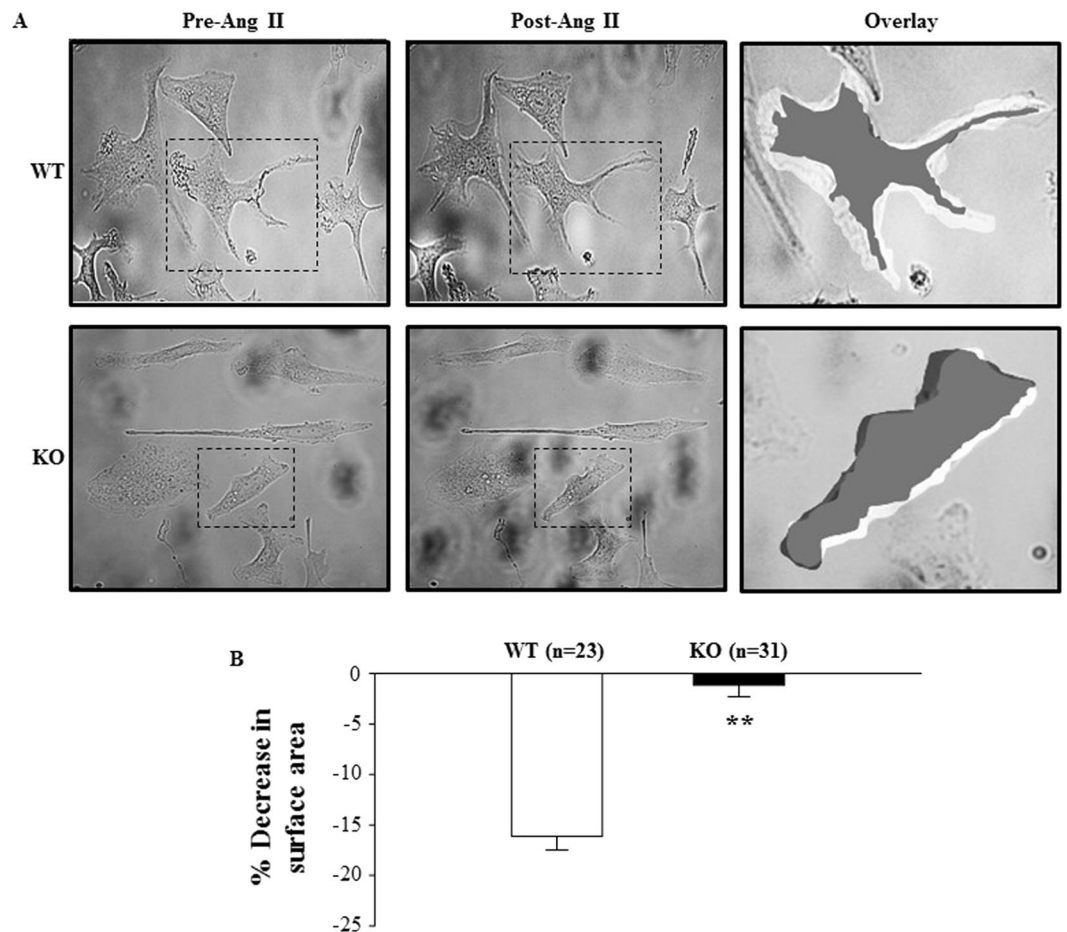 A
Pre-Ang II Post-Ang II Overlay
WT
KO
B
WT (n=23) KO (n=31)
% Decrease in
surface area
0
-5
-10
-15
-20
-25
**